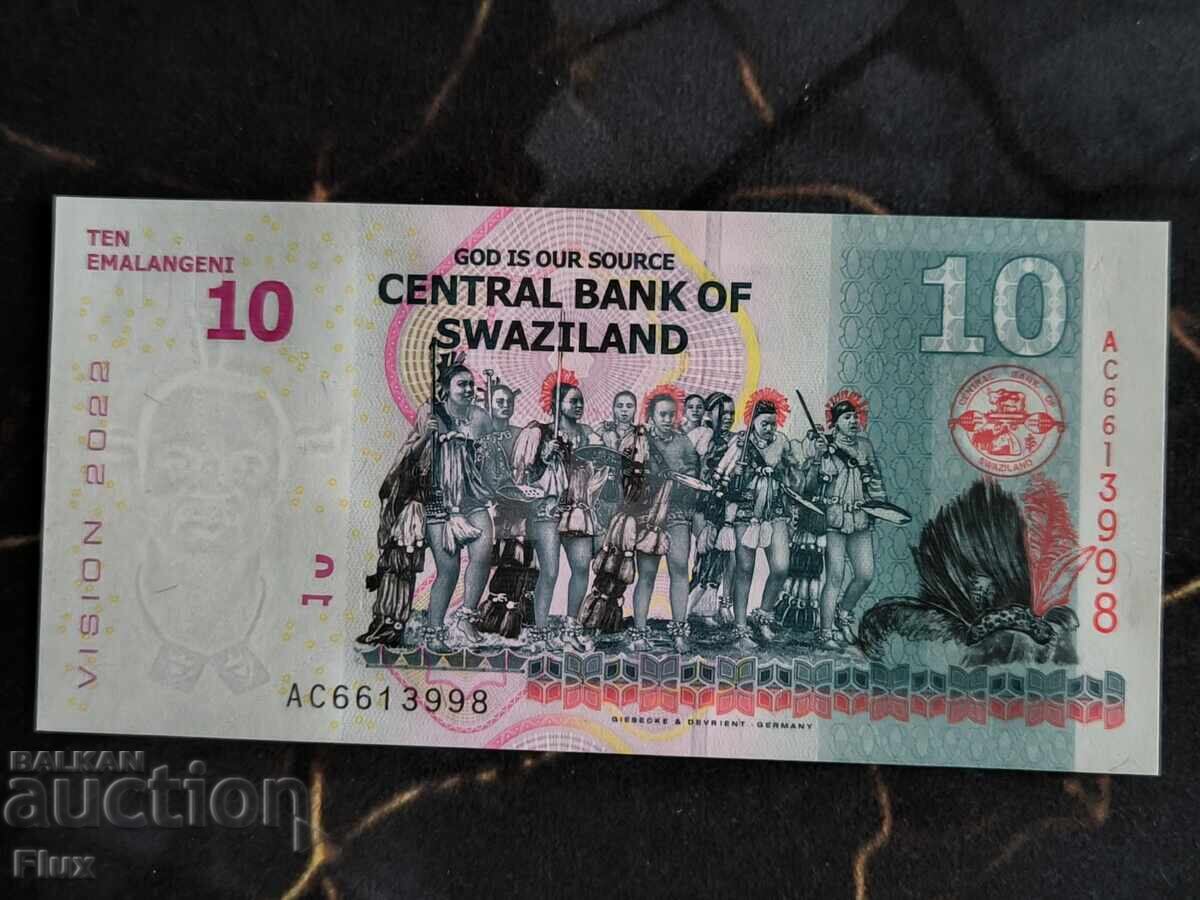 TEN
EMALANGENI
10
GOD IS OUR SOURCE
CENTRAL BANK OF
SWAZILAND
10
VISION 2022
CENTRAL BANK OF
SWAZILAND
AC6613998
AC6613998
GIESECKE & DEVRIENT - GERMANY
BALKAN
auction
Flux